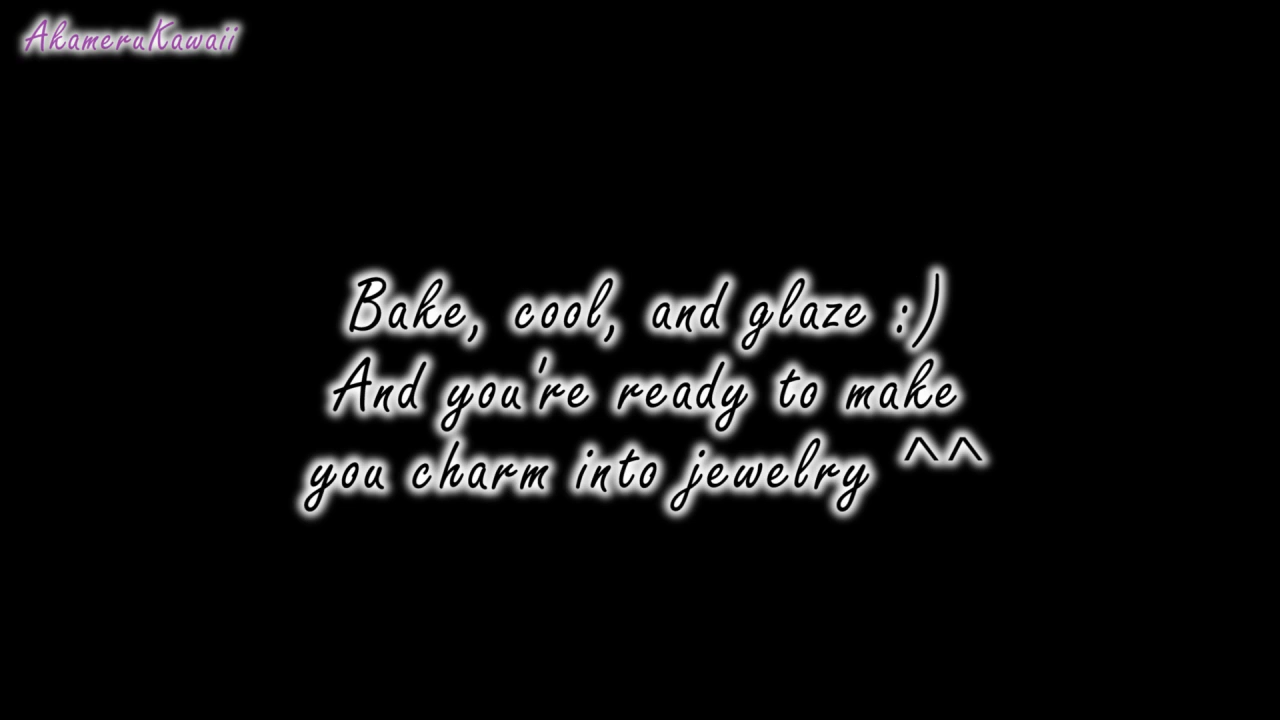 AkameruKawaii
Bake, cool, and glaze :)
And you're ready to make
you charm into jewelry ^^